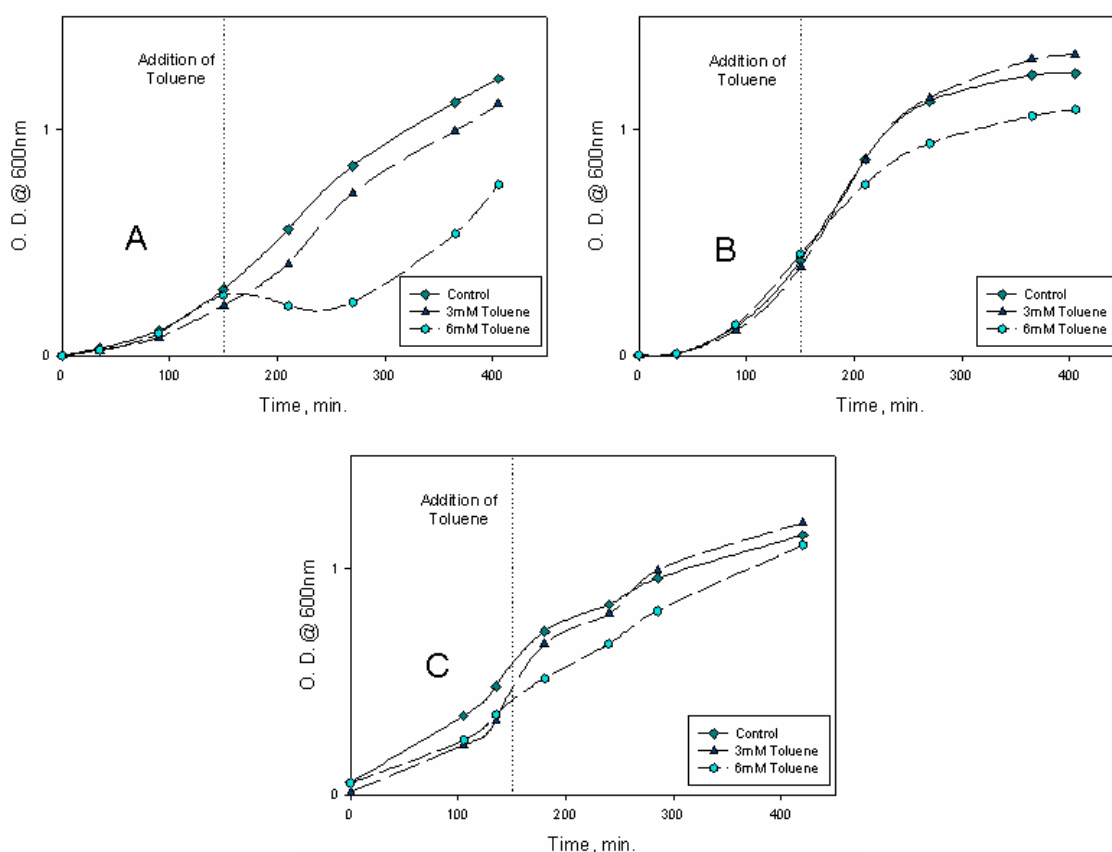 Addition of
Toluene
1
O. D. @ 600nm
A
Control
3mM Toluene
6mM Toluene
0
0
100
200
300
400
Time, min.
Addition of
Toluene
1
O. D. @ 600nm
B
Control
3mM Toluene
6mM Toluene
0
0
100
200
300
400
Time, min.
Addition of
Toluene
1
O. D. @ 600nm
C
Control
3mM Toluene
6mM Toluene
0
0
100
200
300
400
Time, min.